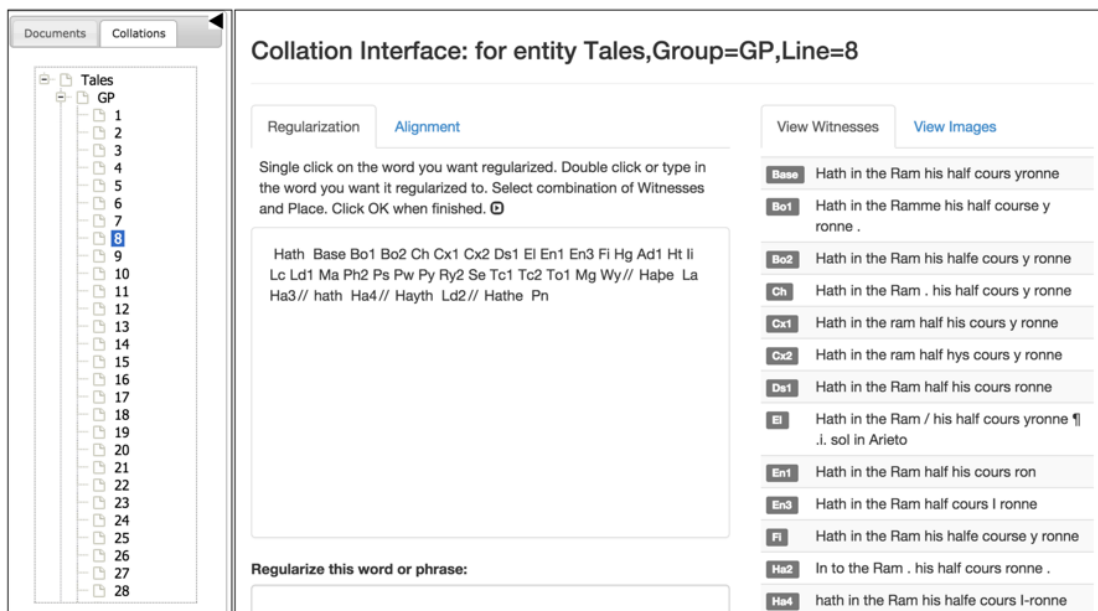 Documents
Collations
Tales
GP
1
2
3
4
5
6
7
8
9
10
11
12
13
14
15
16
17
18
19
20
21
22
23
24
25
26
27
28
Collation Interface: for entity Tales,Group=GP,Line=8
Regularization
Alignment
Single click on the word you want regularized. Double click or type in
the word you want it regularized to. Select combination of Witnesses
and Place. Click OK when finished.
Hath Base Bo1 Bo2 Ch Cx1 Cx2 Ds1 El En1 En3 Fi Hg Ad1 Ht Ii
Lc Ld1 Ma Ph2 Ps Pw Py Ry2 Se Tc1 Tc2 To1 Mg Wy// Haþe La
Ha3// hath Ha4// Hayth Ld2// Hathe Pn
Regularize this word or phrase:
View Witnesses
View Images
Base Hath in the Ram his half cours yronne
Bo1 Hath in the Ramme his half course y
ronne .
Bo2 Hath in the Ram his halfe cours y ronne
Ch Hath in the Ram . his half cours y ronne
Cx1 Hath in the ram half his cours y ronne
Cx2 Hath in the ram half hys cours y ronne
Ds1 Hath in the Ram half his cours ronne
El Hath in the Ram / his half cours yronne ¶
.i. sol in Arieto
En1 Hath in the Ram half his cours ron
En3 Hath in the Ram half cours I ronne
Fi Hath in the Ram his halfe course y ronne
Ha2 In to the Ram . his half cours ronne .
Ha4 hath in the Ram his halfe cours I-ronne